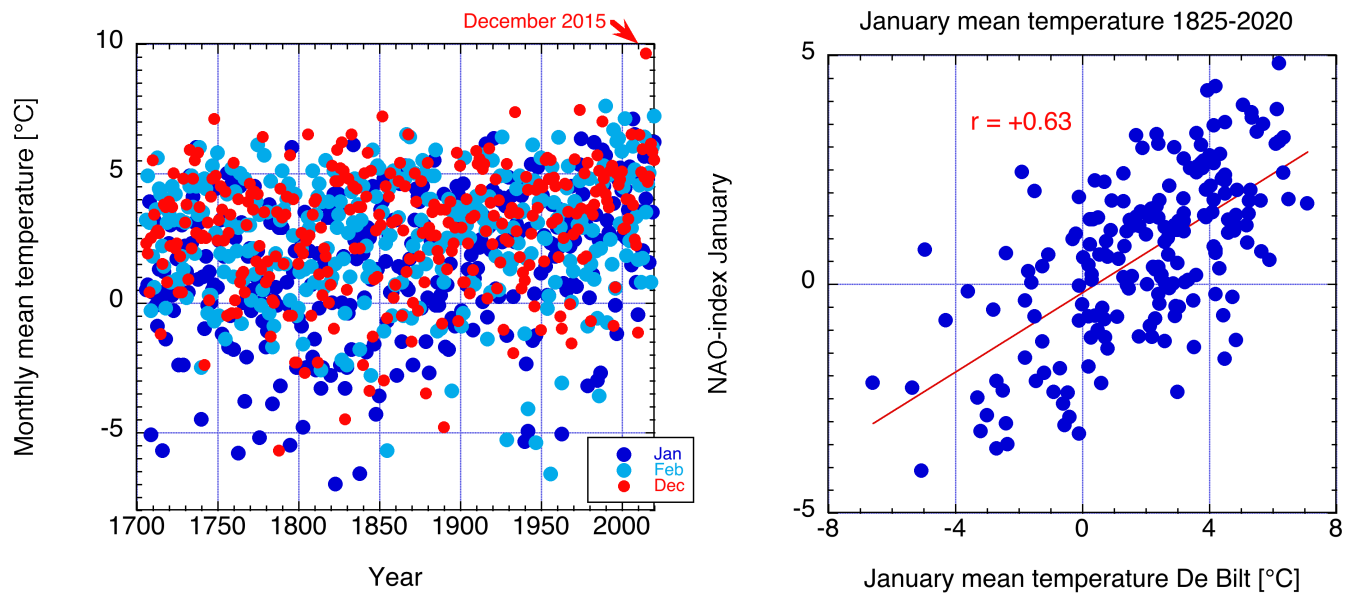 December 2015
10
5
0
-5
Monthly mean temperature [°C]
1700 1750 1800 1850 1900 1950 2000
Year
Jan
Feb
Dec
January mean temperature 1825-2020
5
0
-5
NAO-index January
r = +0.63
-8 -4 0 4 8
January mean temperature De Bilt [°C]